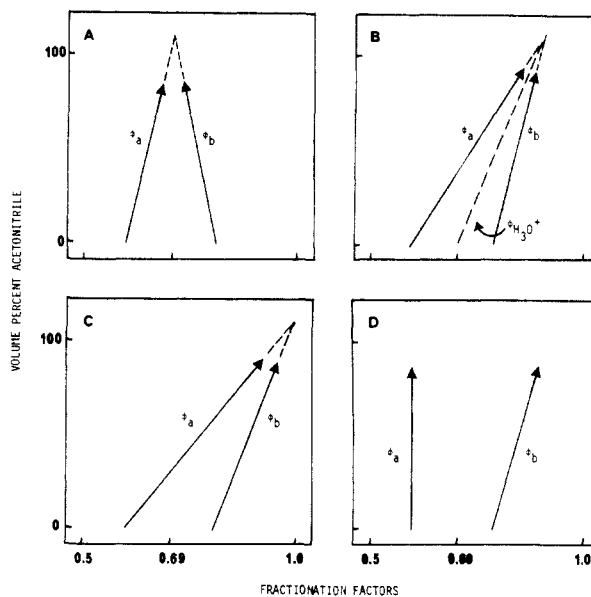 A
B
100
ϕa
ϕb
ϕa
ϕb
ϕH3O+
0
VOLUME PERCENT ACETONITRILE
C
D
100
ϕa
ϕb
ϕa
ϕb
0
0.5
0.69
1.0
0.5
0.60
1.0
FRACTIONATION FACTORS